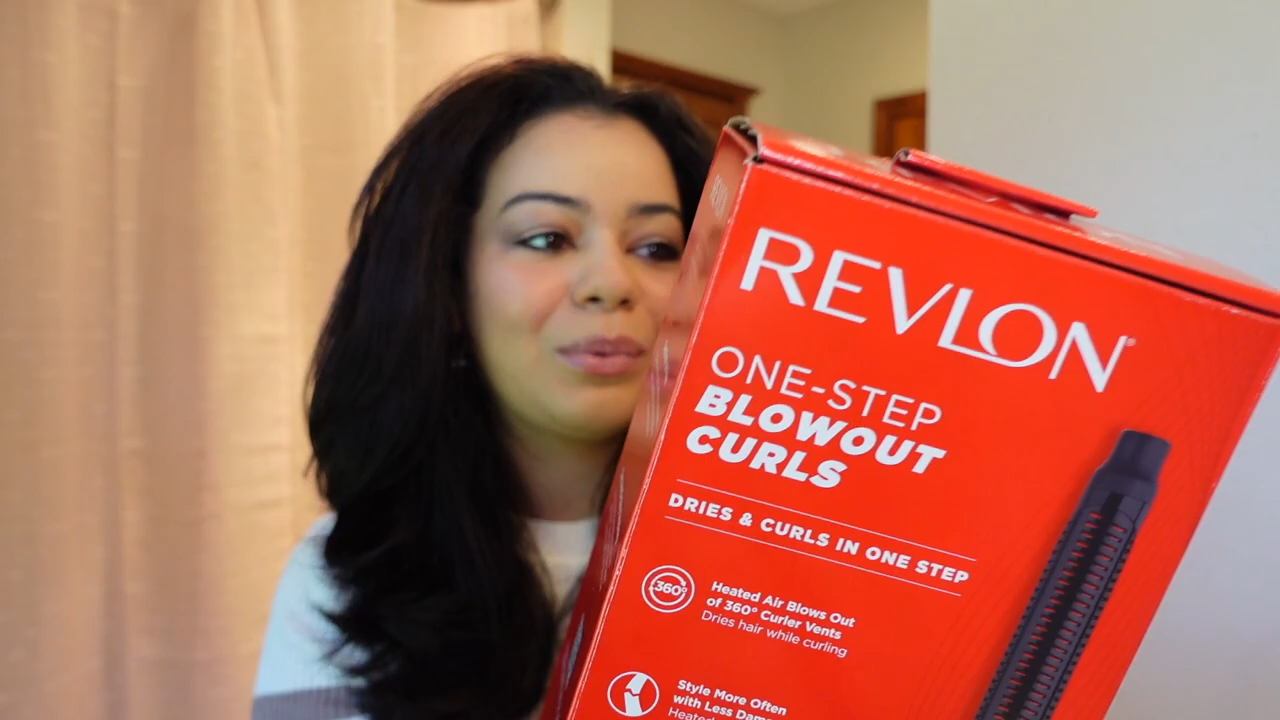 REVLON
ONE-STEP
BLOWOUT
CURLS
DRIES & CURLS IN ONE STEP
360°
Heated Air Blows Out
of 360° Curler Vents
Dries hair while curling
Style More Often
with Less